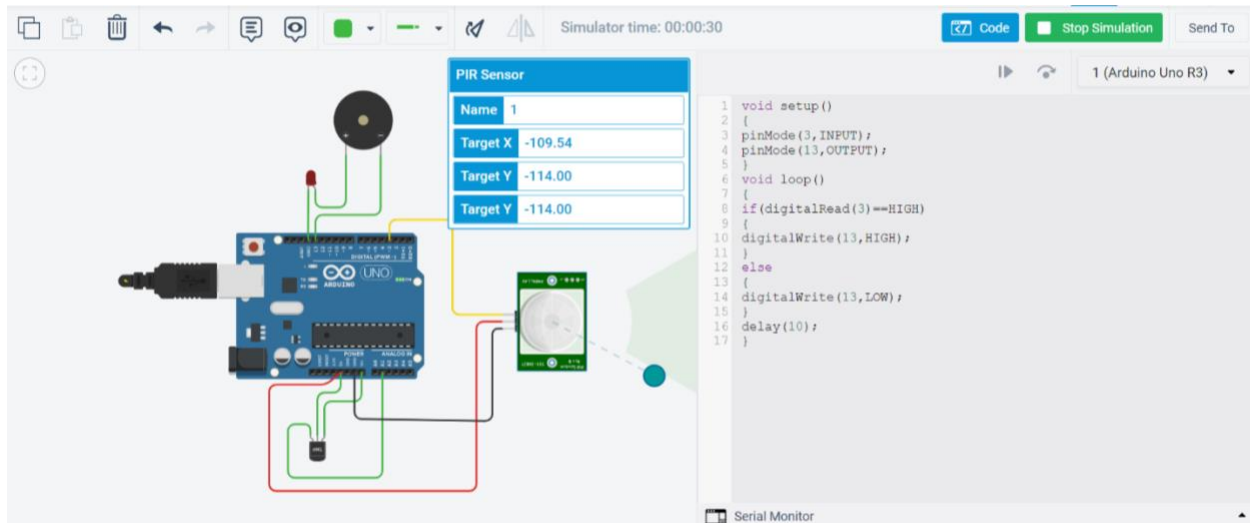 Simulator time: 00:00:30
Code
Stop Simulation
Send To
PIR Sensor
Name 1
Target X -109.54
Target Y -114.00
Target Y -114.00
1 (Arduino Uno R3)
1 void setup()
2 {
3 pinMode(3,INPUT);
4 pinMode(13,OUTPUT);
5 }
6 void loop()
7 {
8 if(digitalRead(3)==HIGH)
9 {
10 digitalWrite(13,HIGH);
11 }
12 else
13 {
14 digitalWrite(13,LOW);
15 }
16 delay(10);
17 }
DIGITAL (PWM~)
UNO
ARDUINO
POWER
ANALOG IN
Serial Monitor